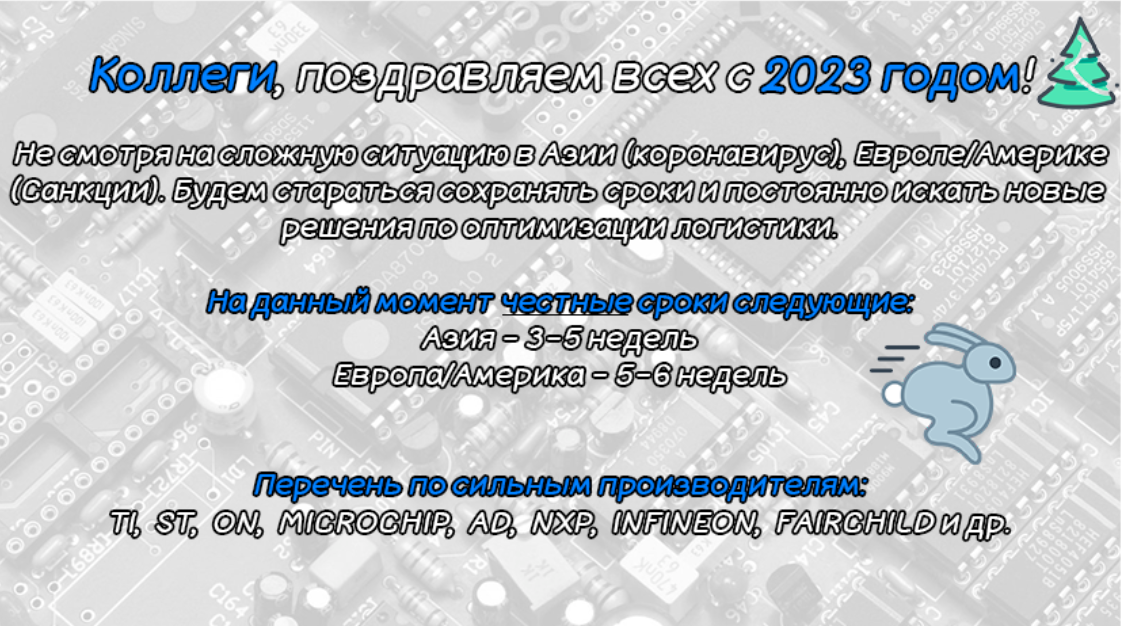 Коллеги, поздравляем всех с 2023 годом!
Не смотря на сложную ситуацию в Азии (коронавирус), Европе/Америке
(Санкции). Будем стараться сохранять сроки и постоянно искать новые
решения по оптимизации логистики.
На данный момент честные сроки следующие:
Азия - 3-5 недель
Европа/Америка - 5-6 недель
Перечень по сильным производителям:
TI, ST, ON, MICROCHIP, AD, NXP, INFINEON, FAIRCHILD и др.